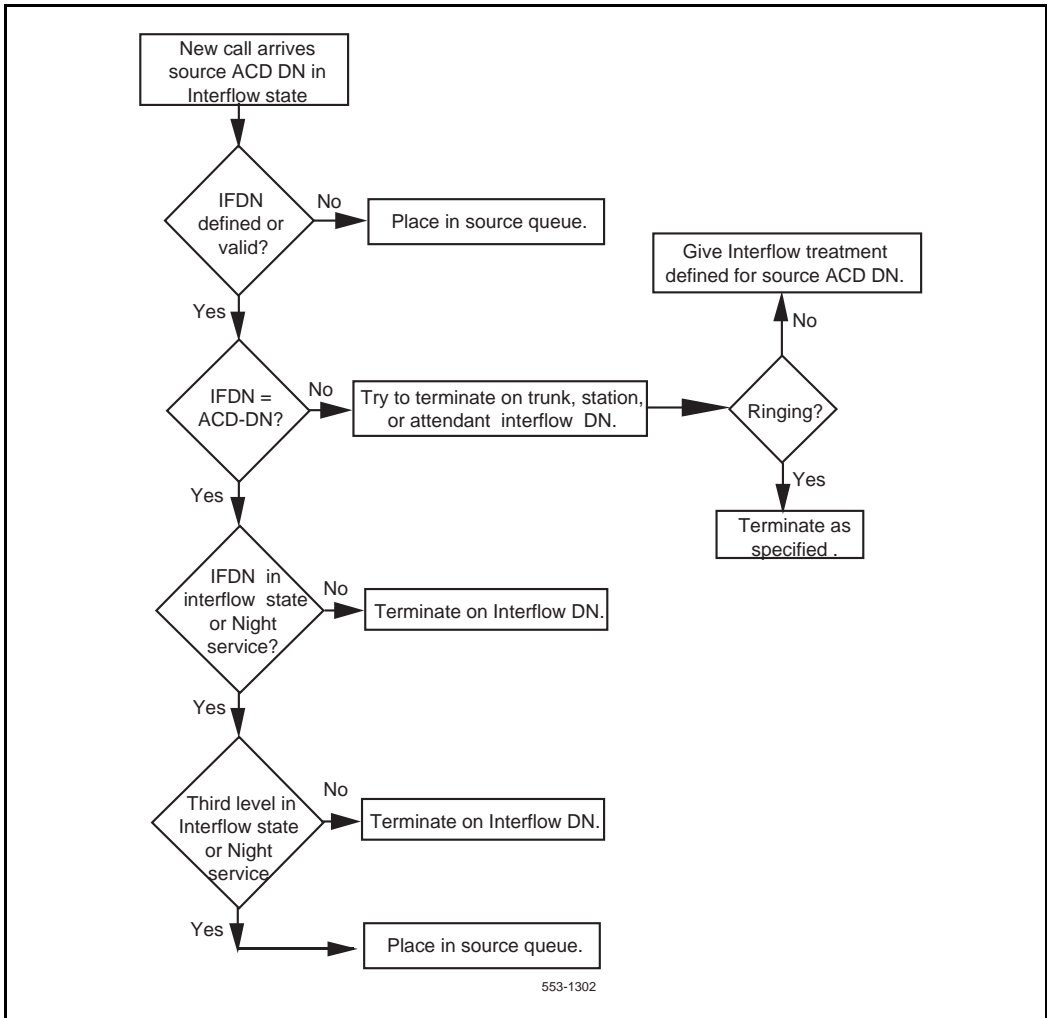 New call arrives
source ACD DN in
Interflow state
IFDN
defined or
valid?
No
Place in source queue.
Give Interflow treatment
defined for source ACD DN.
Yes
No
IFDN =
ACD-DN?
No
Try to terminate on trunk, station,
or attendant interflow DN.
Ringing?
Yes
Yes
Terminate as
specified .
IFDN in
interflow state
or Night
service?
No
Terminate on Interflow DN.
Yes
Third level in
Interflow state
or Night
service
No
Terminate on Interflow DN.
Yes
Place in source queue.
553-1302